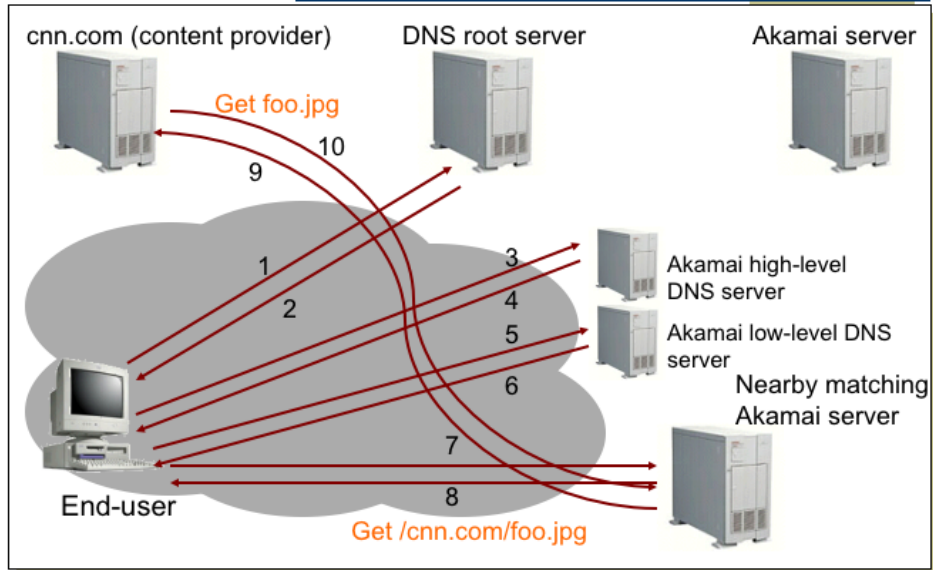 cnn.com (content provider)
DNS root server
Akamai server
Get foo.jpg
10
9
1
2
3
4
Akamai high-level
DNS server
5
6
Akamai low-level DNS
server
Nearby matching
Akamai server
7
8
End-user
Get /cnn.com/foo.jpg